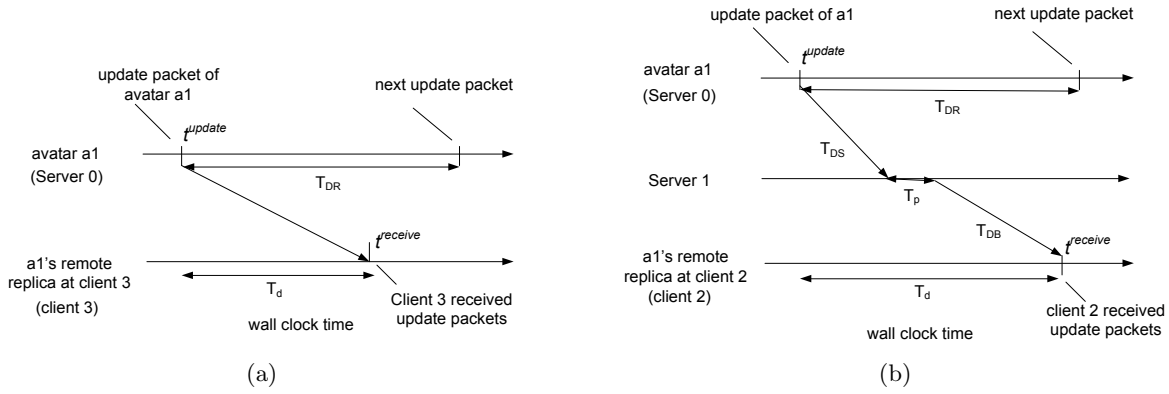 update packet of
avatar a1
next update packet
t^update
avatar a1
(Server 0)
T_DR
t^receive
a1's remote
replica at client 3
(client 3)
T_d
Client 3 received
update packets
wall clock time
(a)
update packet of a1
next update packet
t^update
avatar a1
(Server 0)
T_DR
T_DS
Server 1
T_p
T_DB
t^receive
a1's remote
replica at client 2
(client 2)
T_d
client 2 received
update packets
wall clock time
(b)